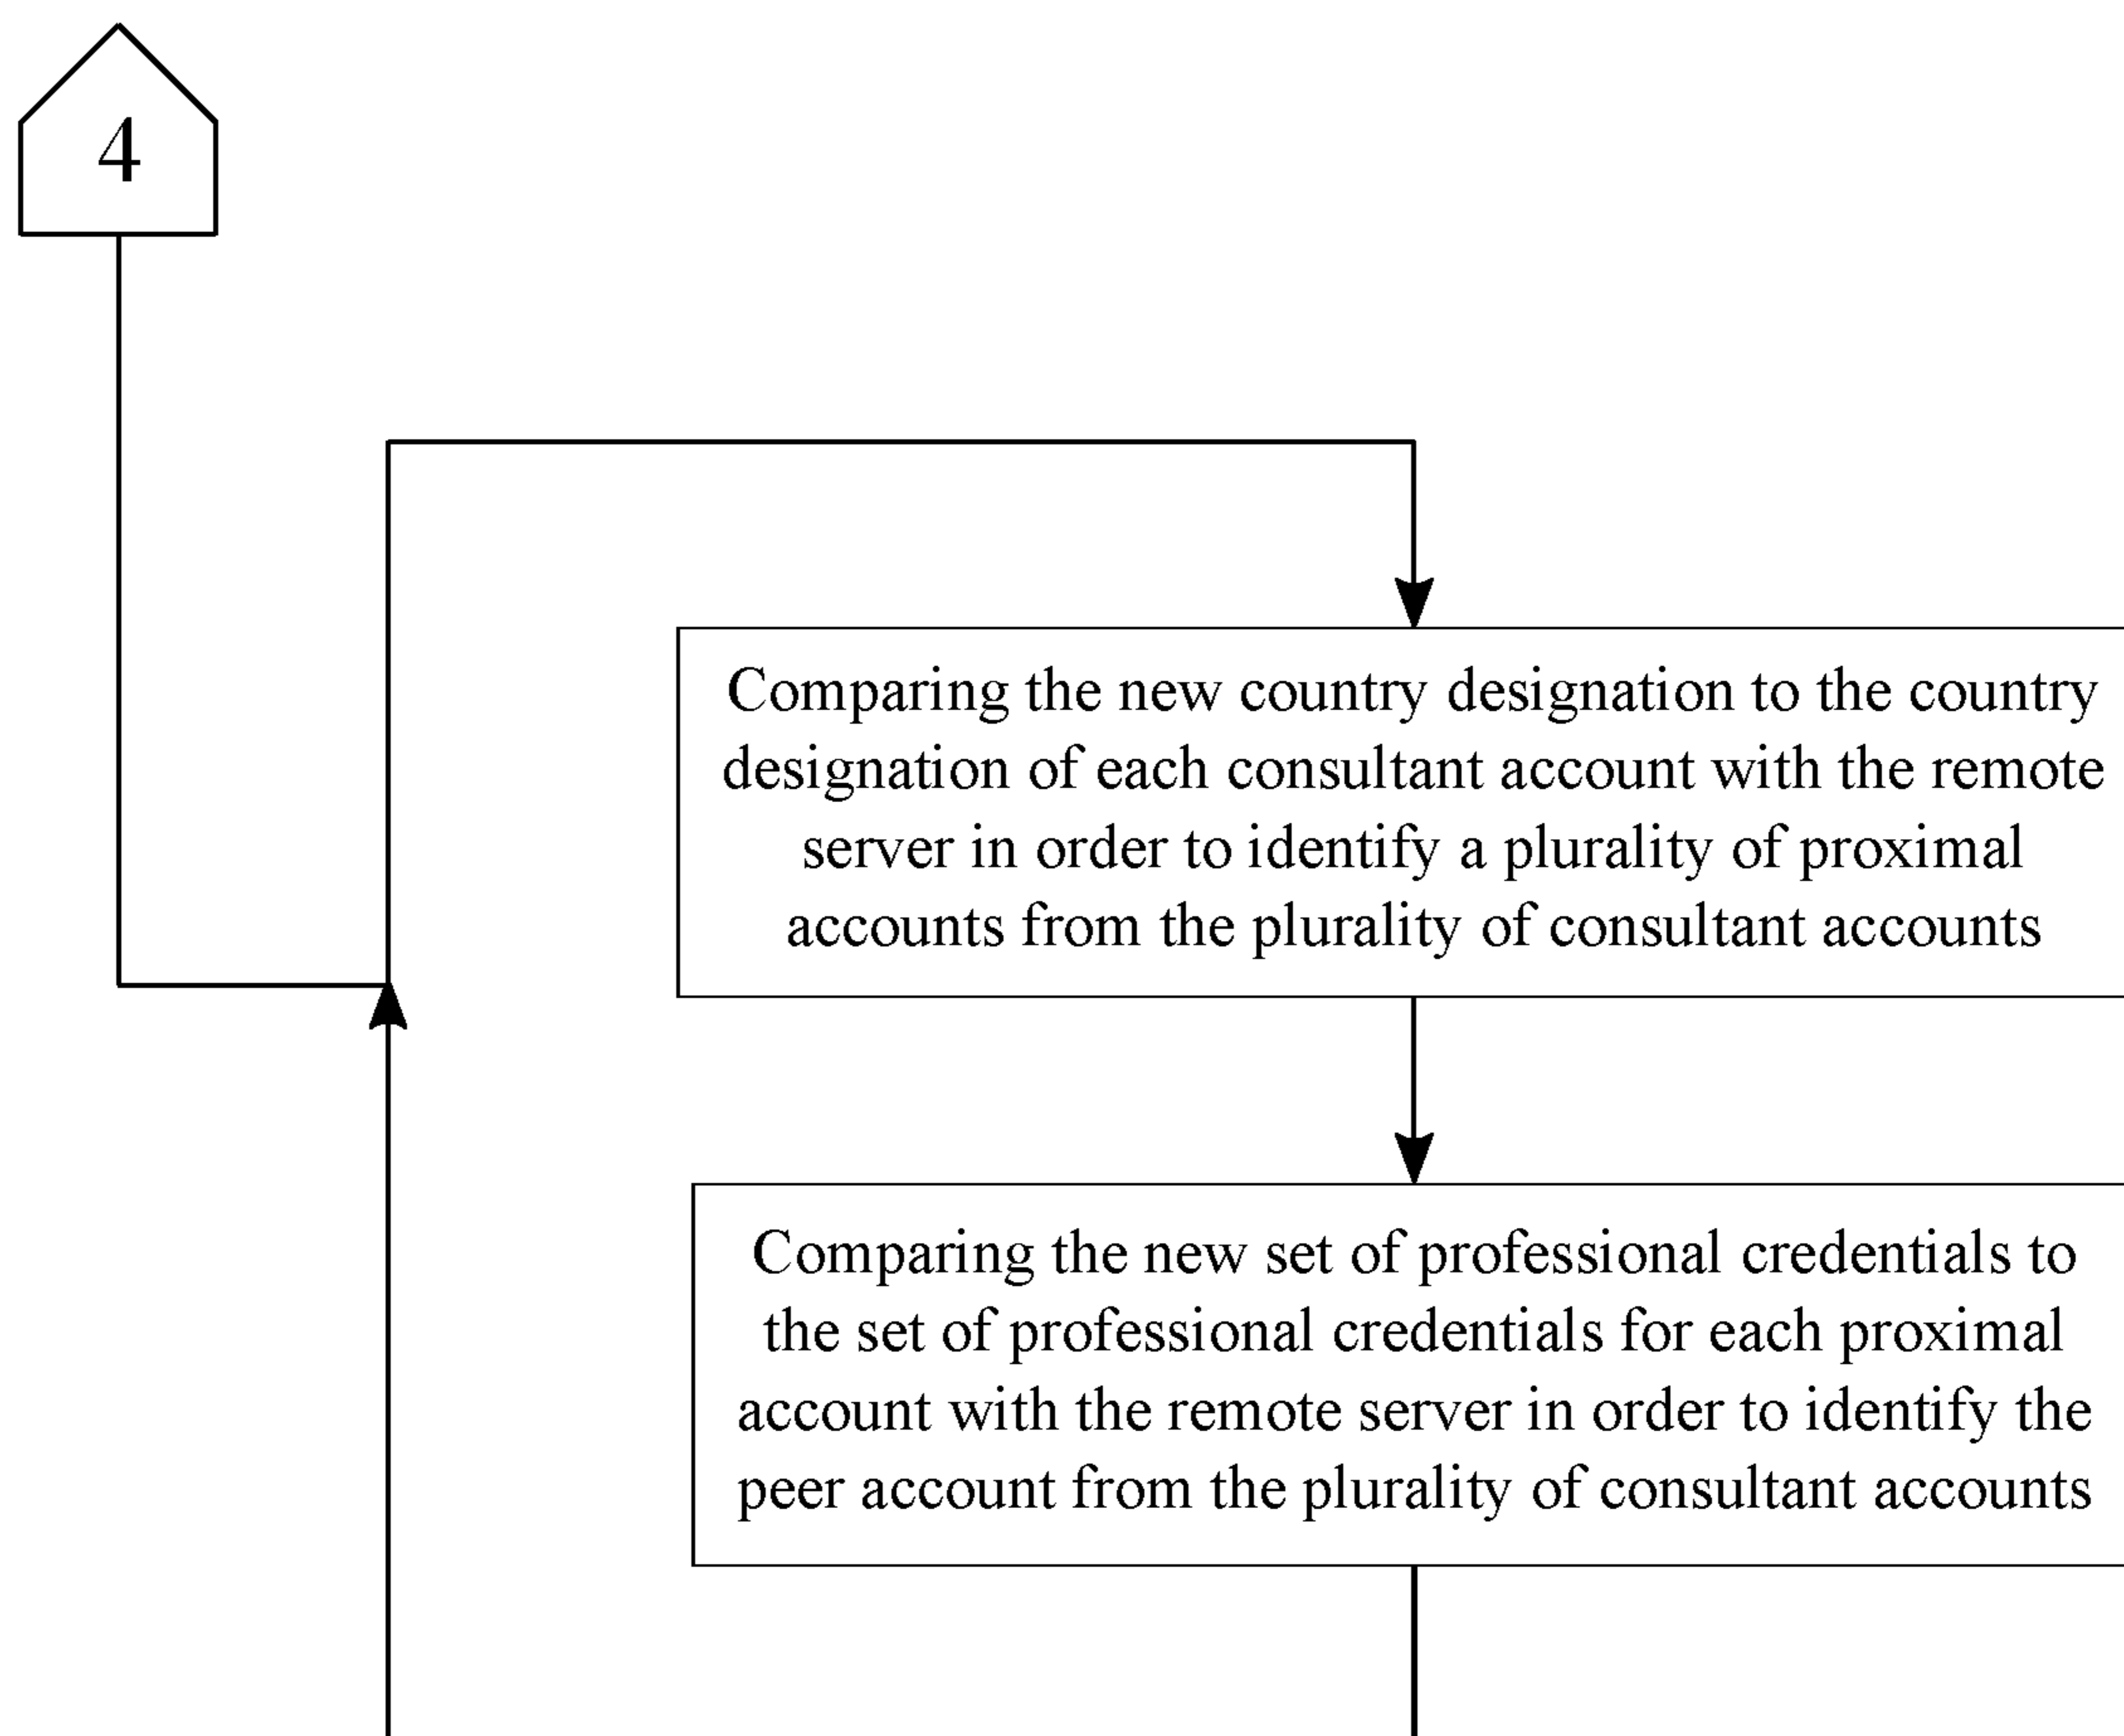 4
Comparing the new country designation to the country
designation of each consultant account with the remote
server in order to identify a plurality of proximal
accounts from the plurality of consultant accounts
Comparing the new set of professional credentials to
the set of professional credentials for each proximal
account with the remote server in order to identify the
peer account from the plurality of consultant accounts